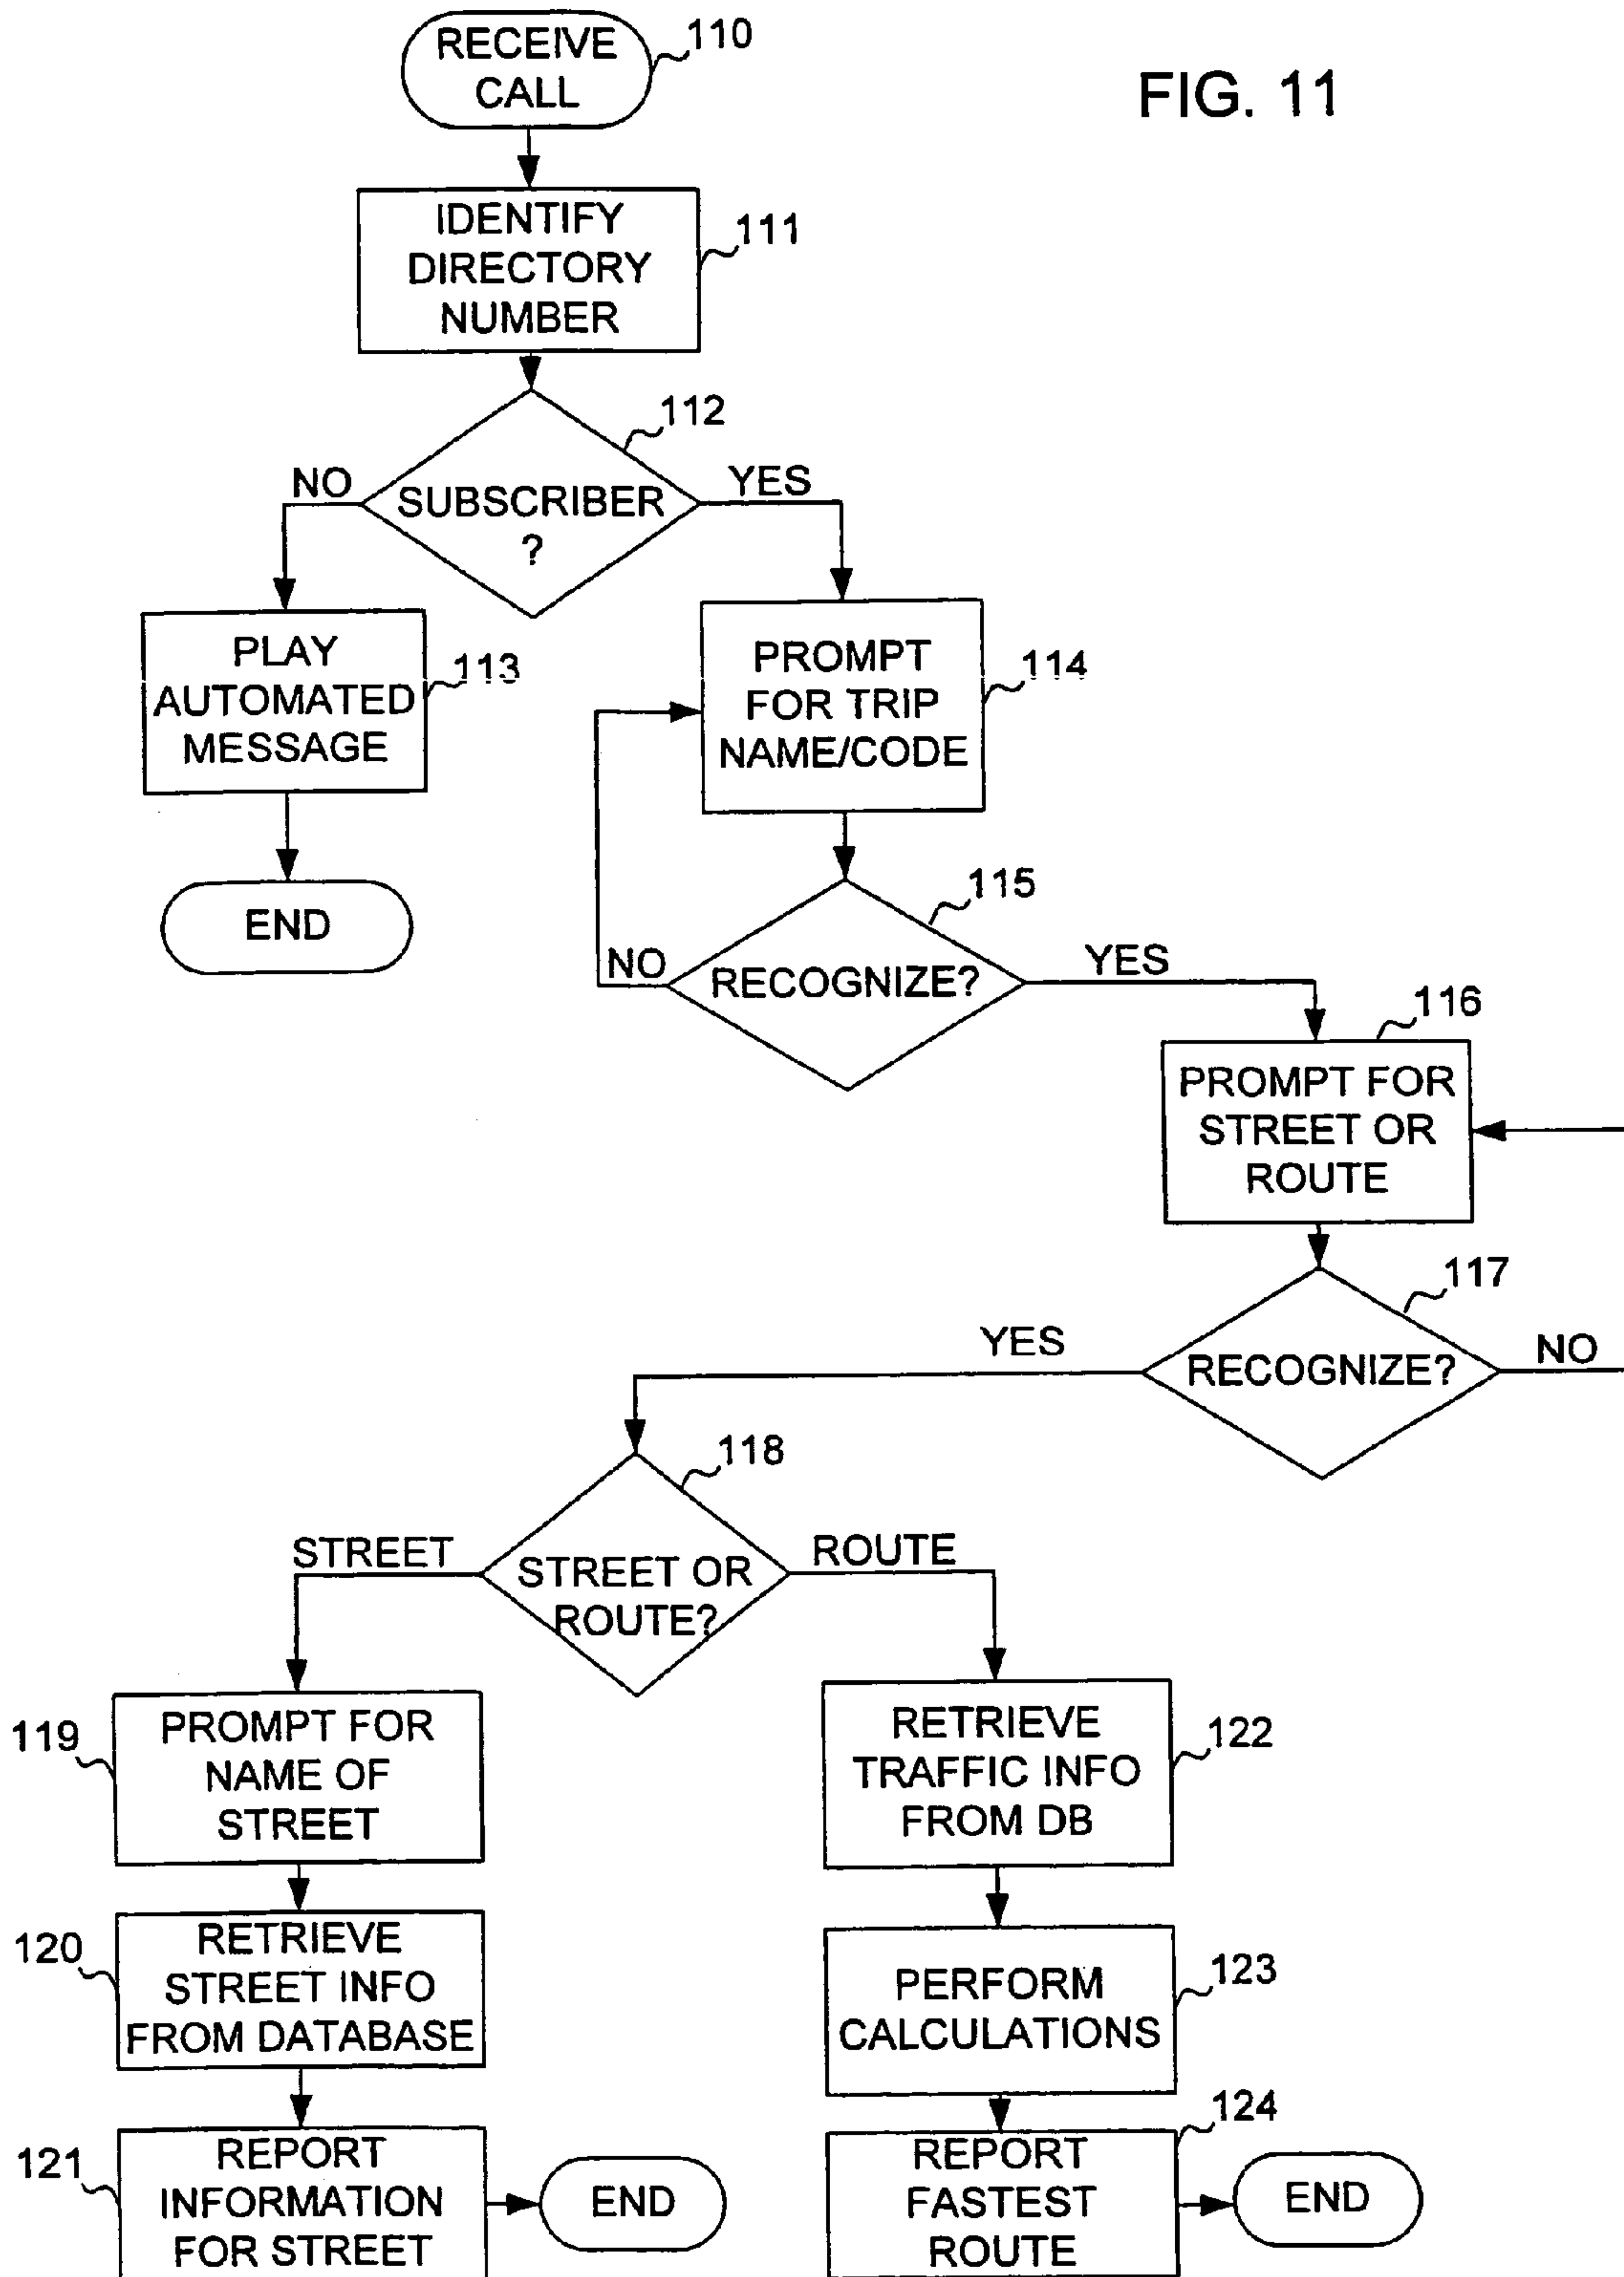 RECEIVE
CALL
110
FIG. 11
IDENTIFY
DIRECTORY
NUMBER
111
112
NO
SUBSCRIBER
?
YES
PLAY
AUTOMATED
MESSAGE
113
PROMPT
FOR TRIP
NAME/CODE
114
END
115
NO
RECOGNIZE?
YES
116
PROMPT FOR
STREET OR
ROUTE
117
YES
RECOGNIZE?
NO
118
STREET
STREET OR
ROUTE?
ROUTE
119
PROMPT FOR
NAME OF
STREET
RETRIEVE
TRAFFIC INFO
FROM DB
122
120
RETRIEVE
STREET INFO
FROM DATABASE
PERFORM
CALCULATIONS
123
121
REPORT
INFORMATION
FOR STREET
END
124
REPORT
FASTEST
ROUTE
END